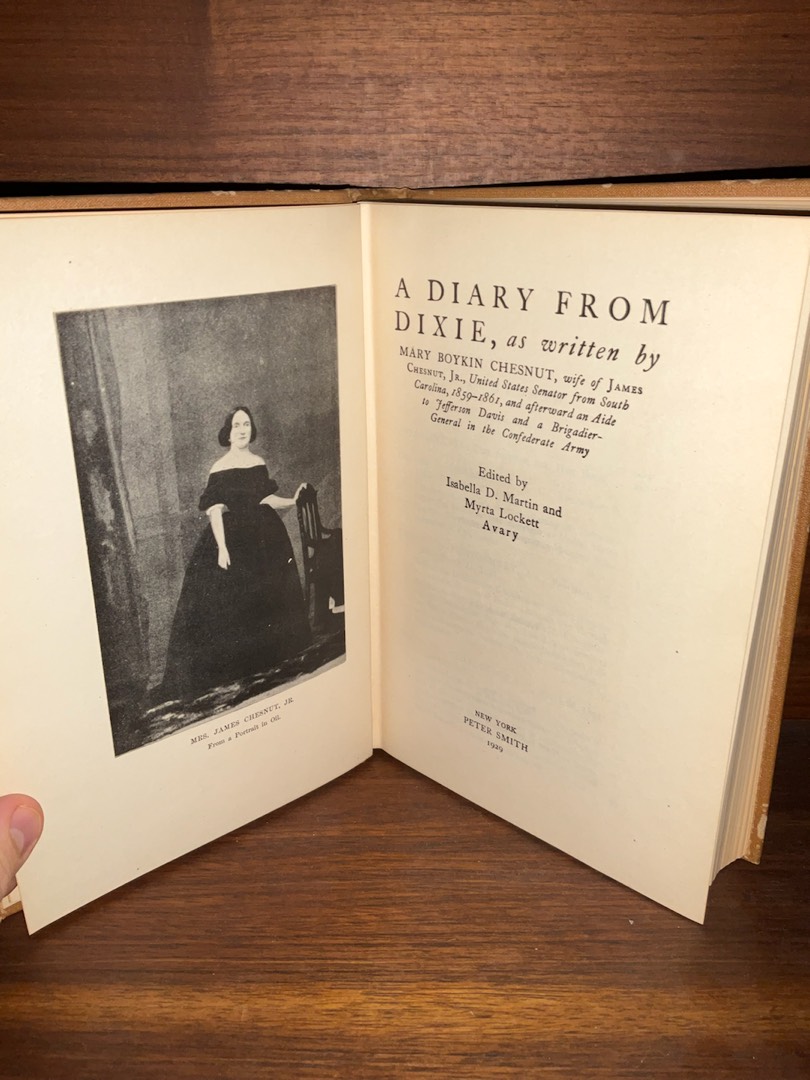 MRS. JAMES CHESNUT, JR.
From a Portrait in Oil.
A DIARY FROM
DIXIE, as written by
MARY BOYKIN CHESNUT, wife of JAMES
CHESNUT, JR., United States Senator from South
Carolina, 1859–1861, and afterward an Aide
to Jefferson Davis and a Brigadier-
General in the Confederate Army
Edited by
Isabella D. Martin and
Myrta Lockett
Avary
NEW YORK
PETER SMITH
1929